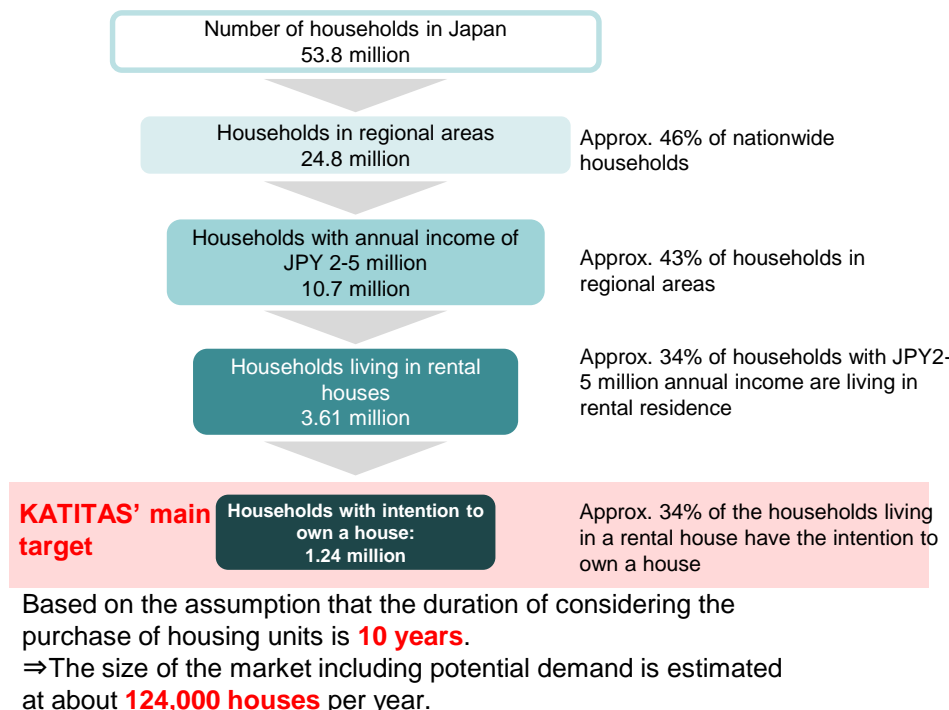 Number of households in Japan
53.8 million
Households in regional areas
24.8 million
Approx. 46% of nationwide
households
Households with annual income of
JPY 2-5 million
10.7 million
Approx. 43% of households in
regional areas
Households living in rental
houses
3.61 million
Approx. 34% of households with JPY2-
5 million annual income are living in
rental residence
KATITAS’ main
target
Households with intention to
own a house:
1.24 million
Approx. 34% of the households living
in a rental house have the intention to
own a house
Based on the assumption that the duration of considering the
purchase of housing units is 10 years.
⇒The size of the market including potential demand is estimated
at about 124,000 houses per year.